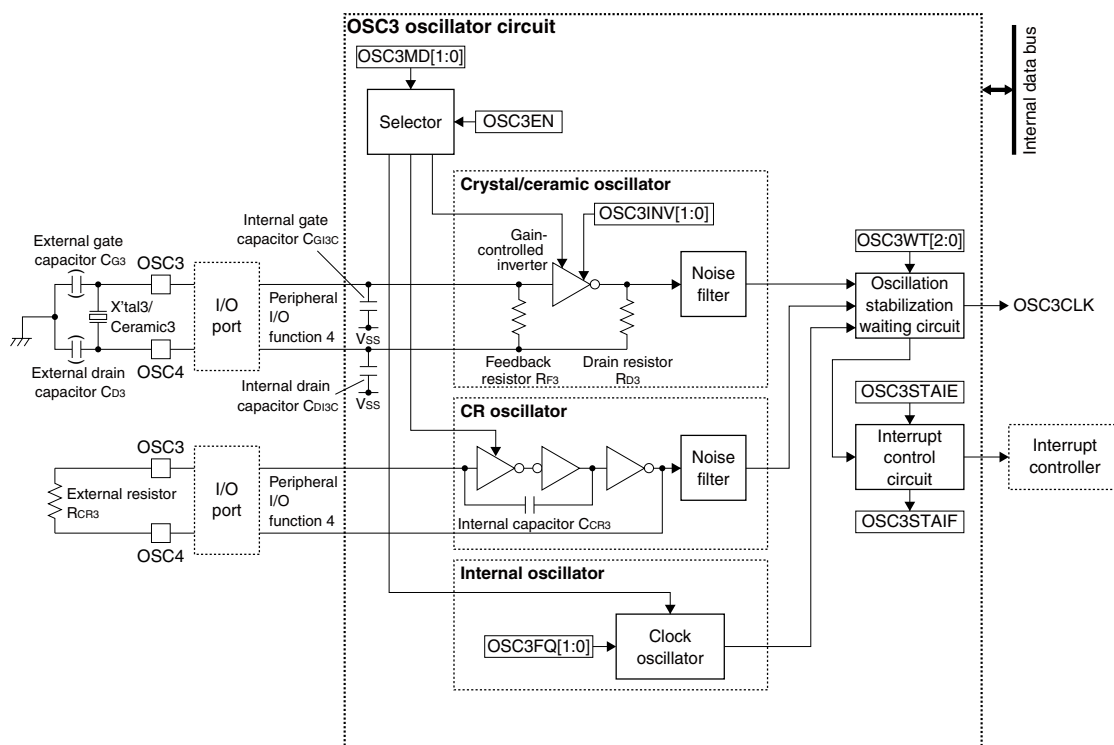 OSC3 oscillator circuit
OSC3MD[1:0]
Selector
OSC3EN
Internal data bus
Crystal/ceramic oscillator
OSC3INV[1:0]
Gain-
controlled
inverter
Noise
filter
Feedback
resistor RF3
Drain resistor
RD3
External gate
capacitor CG3
OSC3
X'tal3/
Ceramic3
OSC4
External drain
capacitor CD3
I/O
port
Peripheral
I/O
function 4
Internal gate
capacitor CGI3C
VSS
Internal drain
capacitor CDI3C
VSS
OSC3WT[2:0]
Oscillation
stabilization
waiting circuit
OSC3CLK
OSC3STAIE
Interrupt
control
circuit
OSC3STAIF
Interrupt
controller
CR oscillator
Noise
filter
Internal capacitor CCR3
OSC3
External resistor
RCR3
OSC4
I/O
port
Peripheral
I/O
function 4
Internal oscillator
OSC3FQ[1:0]
Clock
oscillator